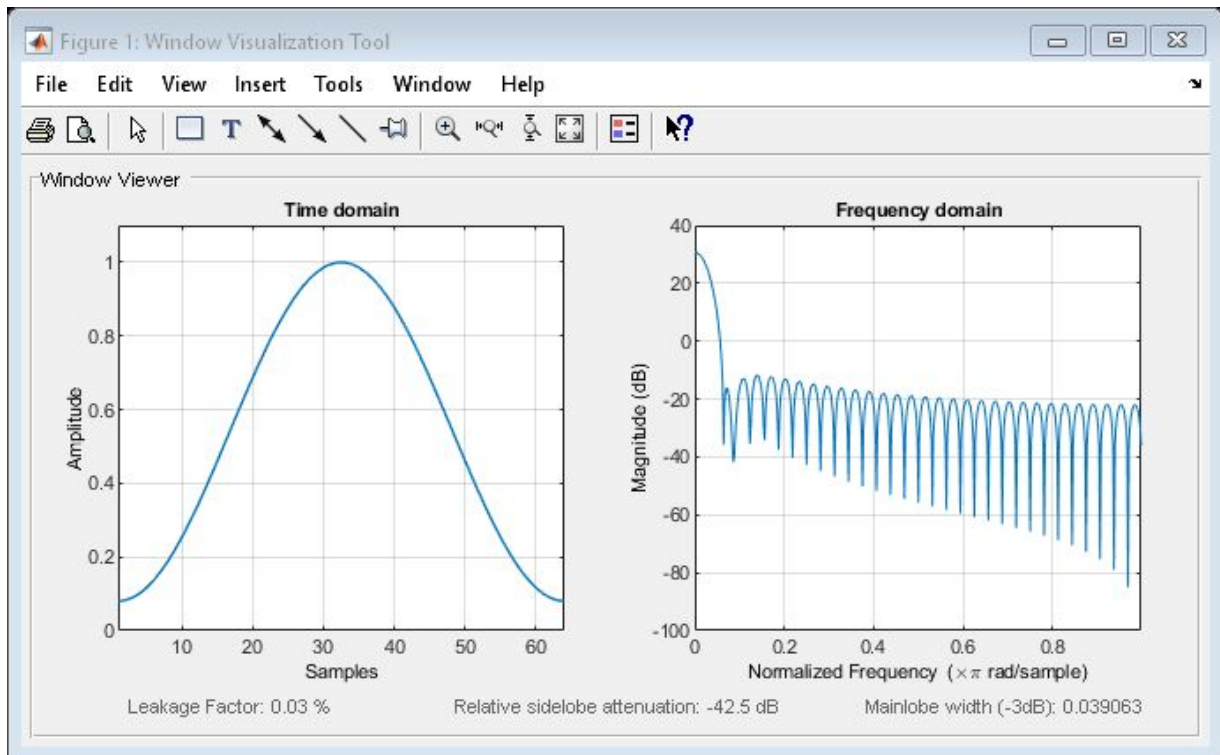 Figure 1: Window Visualization Tool
File Edit View Insert Tools Window Help
T
?
Window Viewer
Time domain
1
0.8
0.6
0.4
0.2
0
Amplitude
10 20 30 40 50 60
Samples
Frequency domain
40
20
0
-20
-40
-60
-80
-100
Magnitude (dB)
0 0.2 0.4 0.6 0.8
Normalized Frequency (×π rad/sample)
Leakage Factor: 0.03 %
Relative sidelobe attenuation: -42.5 dB
Mainlobe width (-3dB): 0.039063